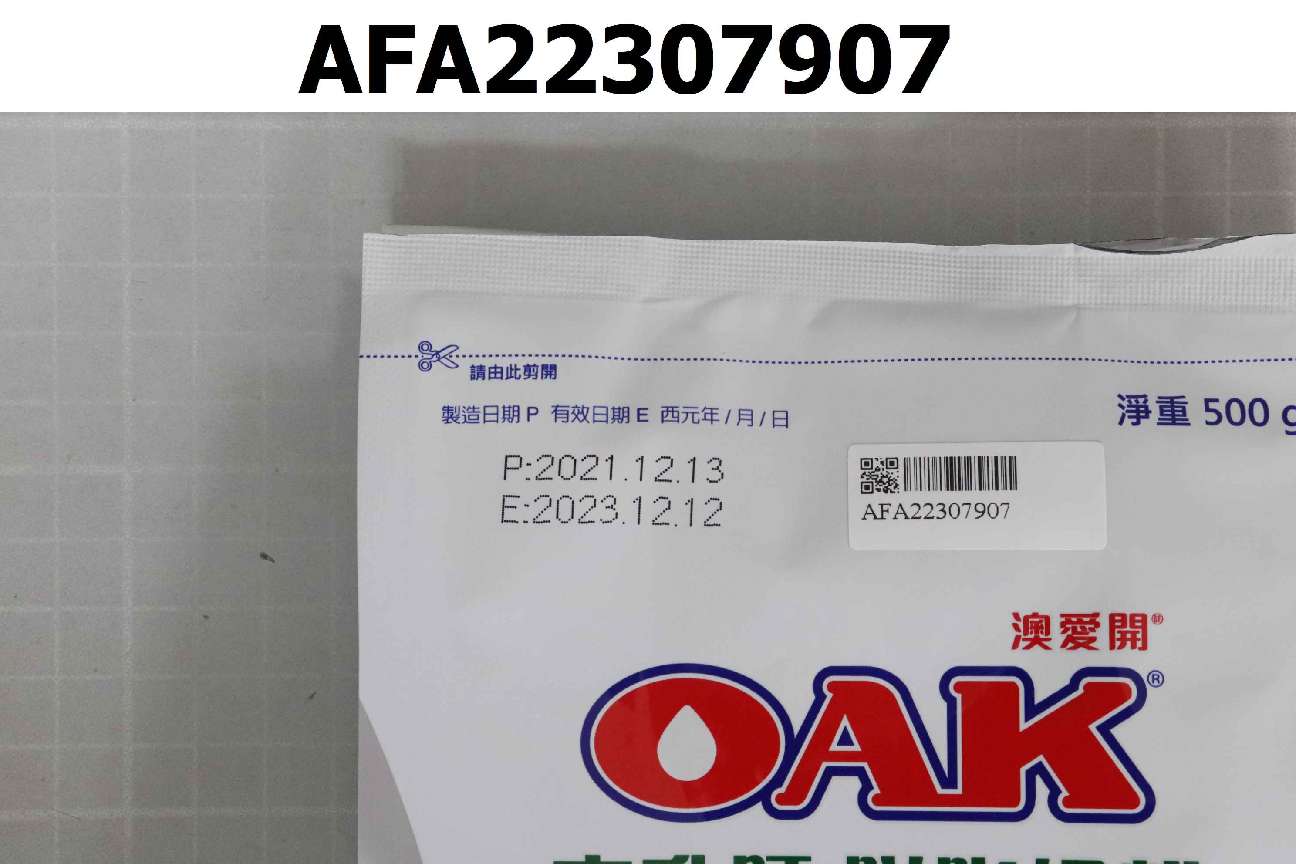 AFA22307907
請由此剪開
製造日期 P 有效日期 E 西元年/月/日
淨重 500 g
P:2021.12.13
E:2023.12.12
AFA22307907
澳愛開®
OAK®